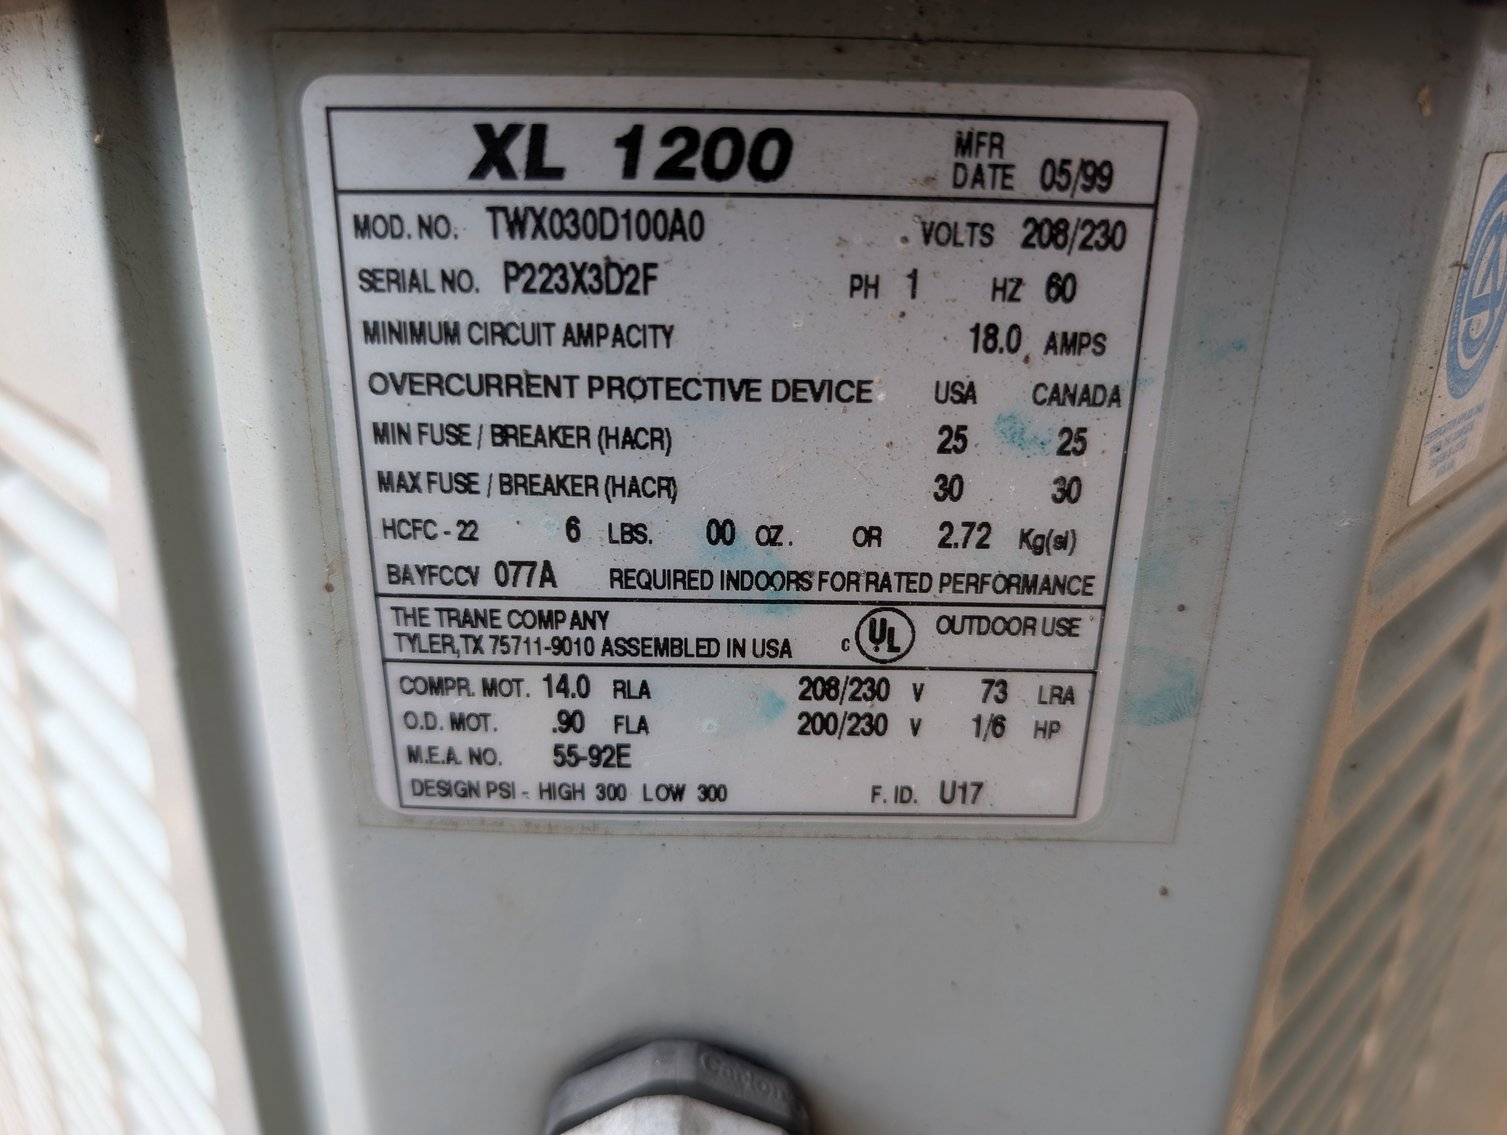 XL 1200 MFR DATE 05/99
MOD. NO. TWX030D100A0 VOLTS 208/230
SERIAL NO. P223X3D2F PH 1 HZ 60
MINIMUM CIRCUIT AMPACITY 18.0 AMPS
OVERCURRENT PROTECTIVE DEVICE USA CANADA
MIN FUSE / BREAKER (HACR) 25 25
MAX FUSE / BREAKER (HACR) 30 30
HCFC - 22 6 LBS. 00 OZ. OR 2.72 Kg(si)
BAYFCCV 077A REQUIRED INDOORS FOR RATED PERFORMANCE
THE TRANE COMPANY
TYLER, TX 75711-9010 ASSEMBLED IN USA c UL OUTDOOR USE
COMPR. MOT. 14.0 RLA 208/230 V 73 LRA
O.D. MOT. .90 FLA 200/230 V 1/6 HP
M.E.A. NO. 55-92E
DESIGN PSI - HIGH 300 LOW 300 F. ID. U17